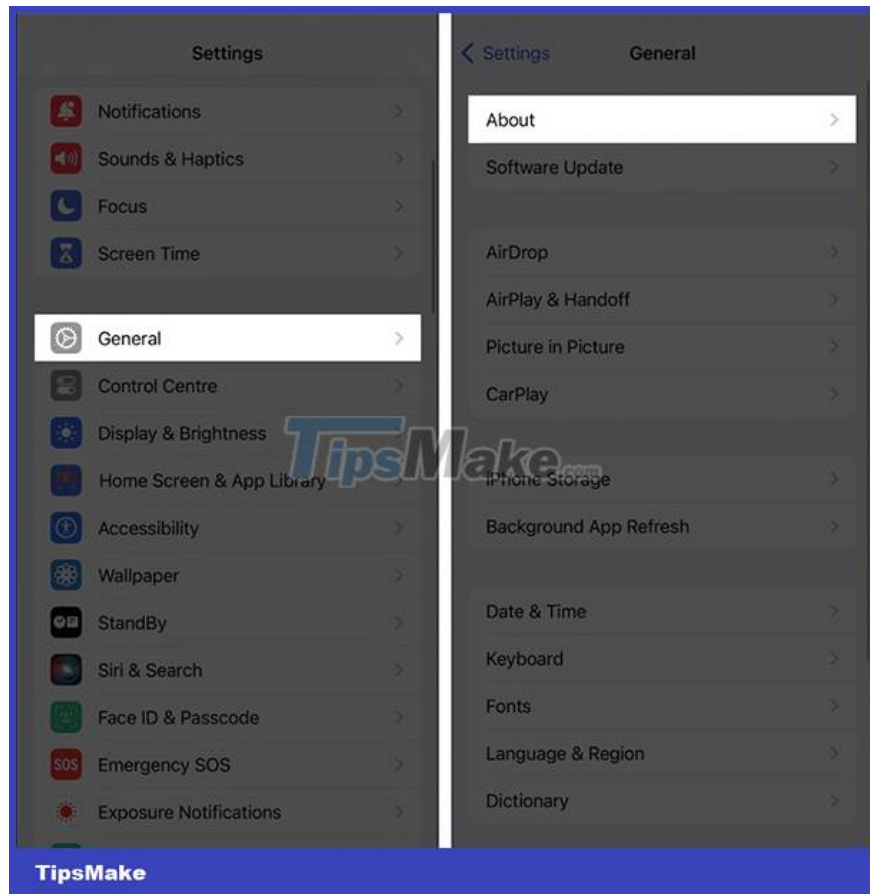 Settings
Notifications
Sounds & Haptics
Focus
Screen Time
General
Control Centre
Display & Brightness
Home Screen & App Library
Accessibility
Wallpaper
StandBy
Siri & Search
Face ID & Passcode
SOS
Emergency SOS
Exposure Notifications
Settings
General
About
Software Update
AirDrop
AirPlay & Handoff
Picture in Picture
CarPlay
iPhone Storage
Background App Refresh
Date & Time
Keyboard
Fonts
Language & Region
Dictionary
TipsMake.com
TipsMake